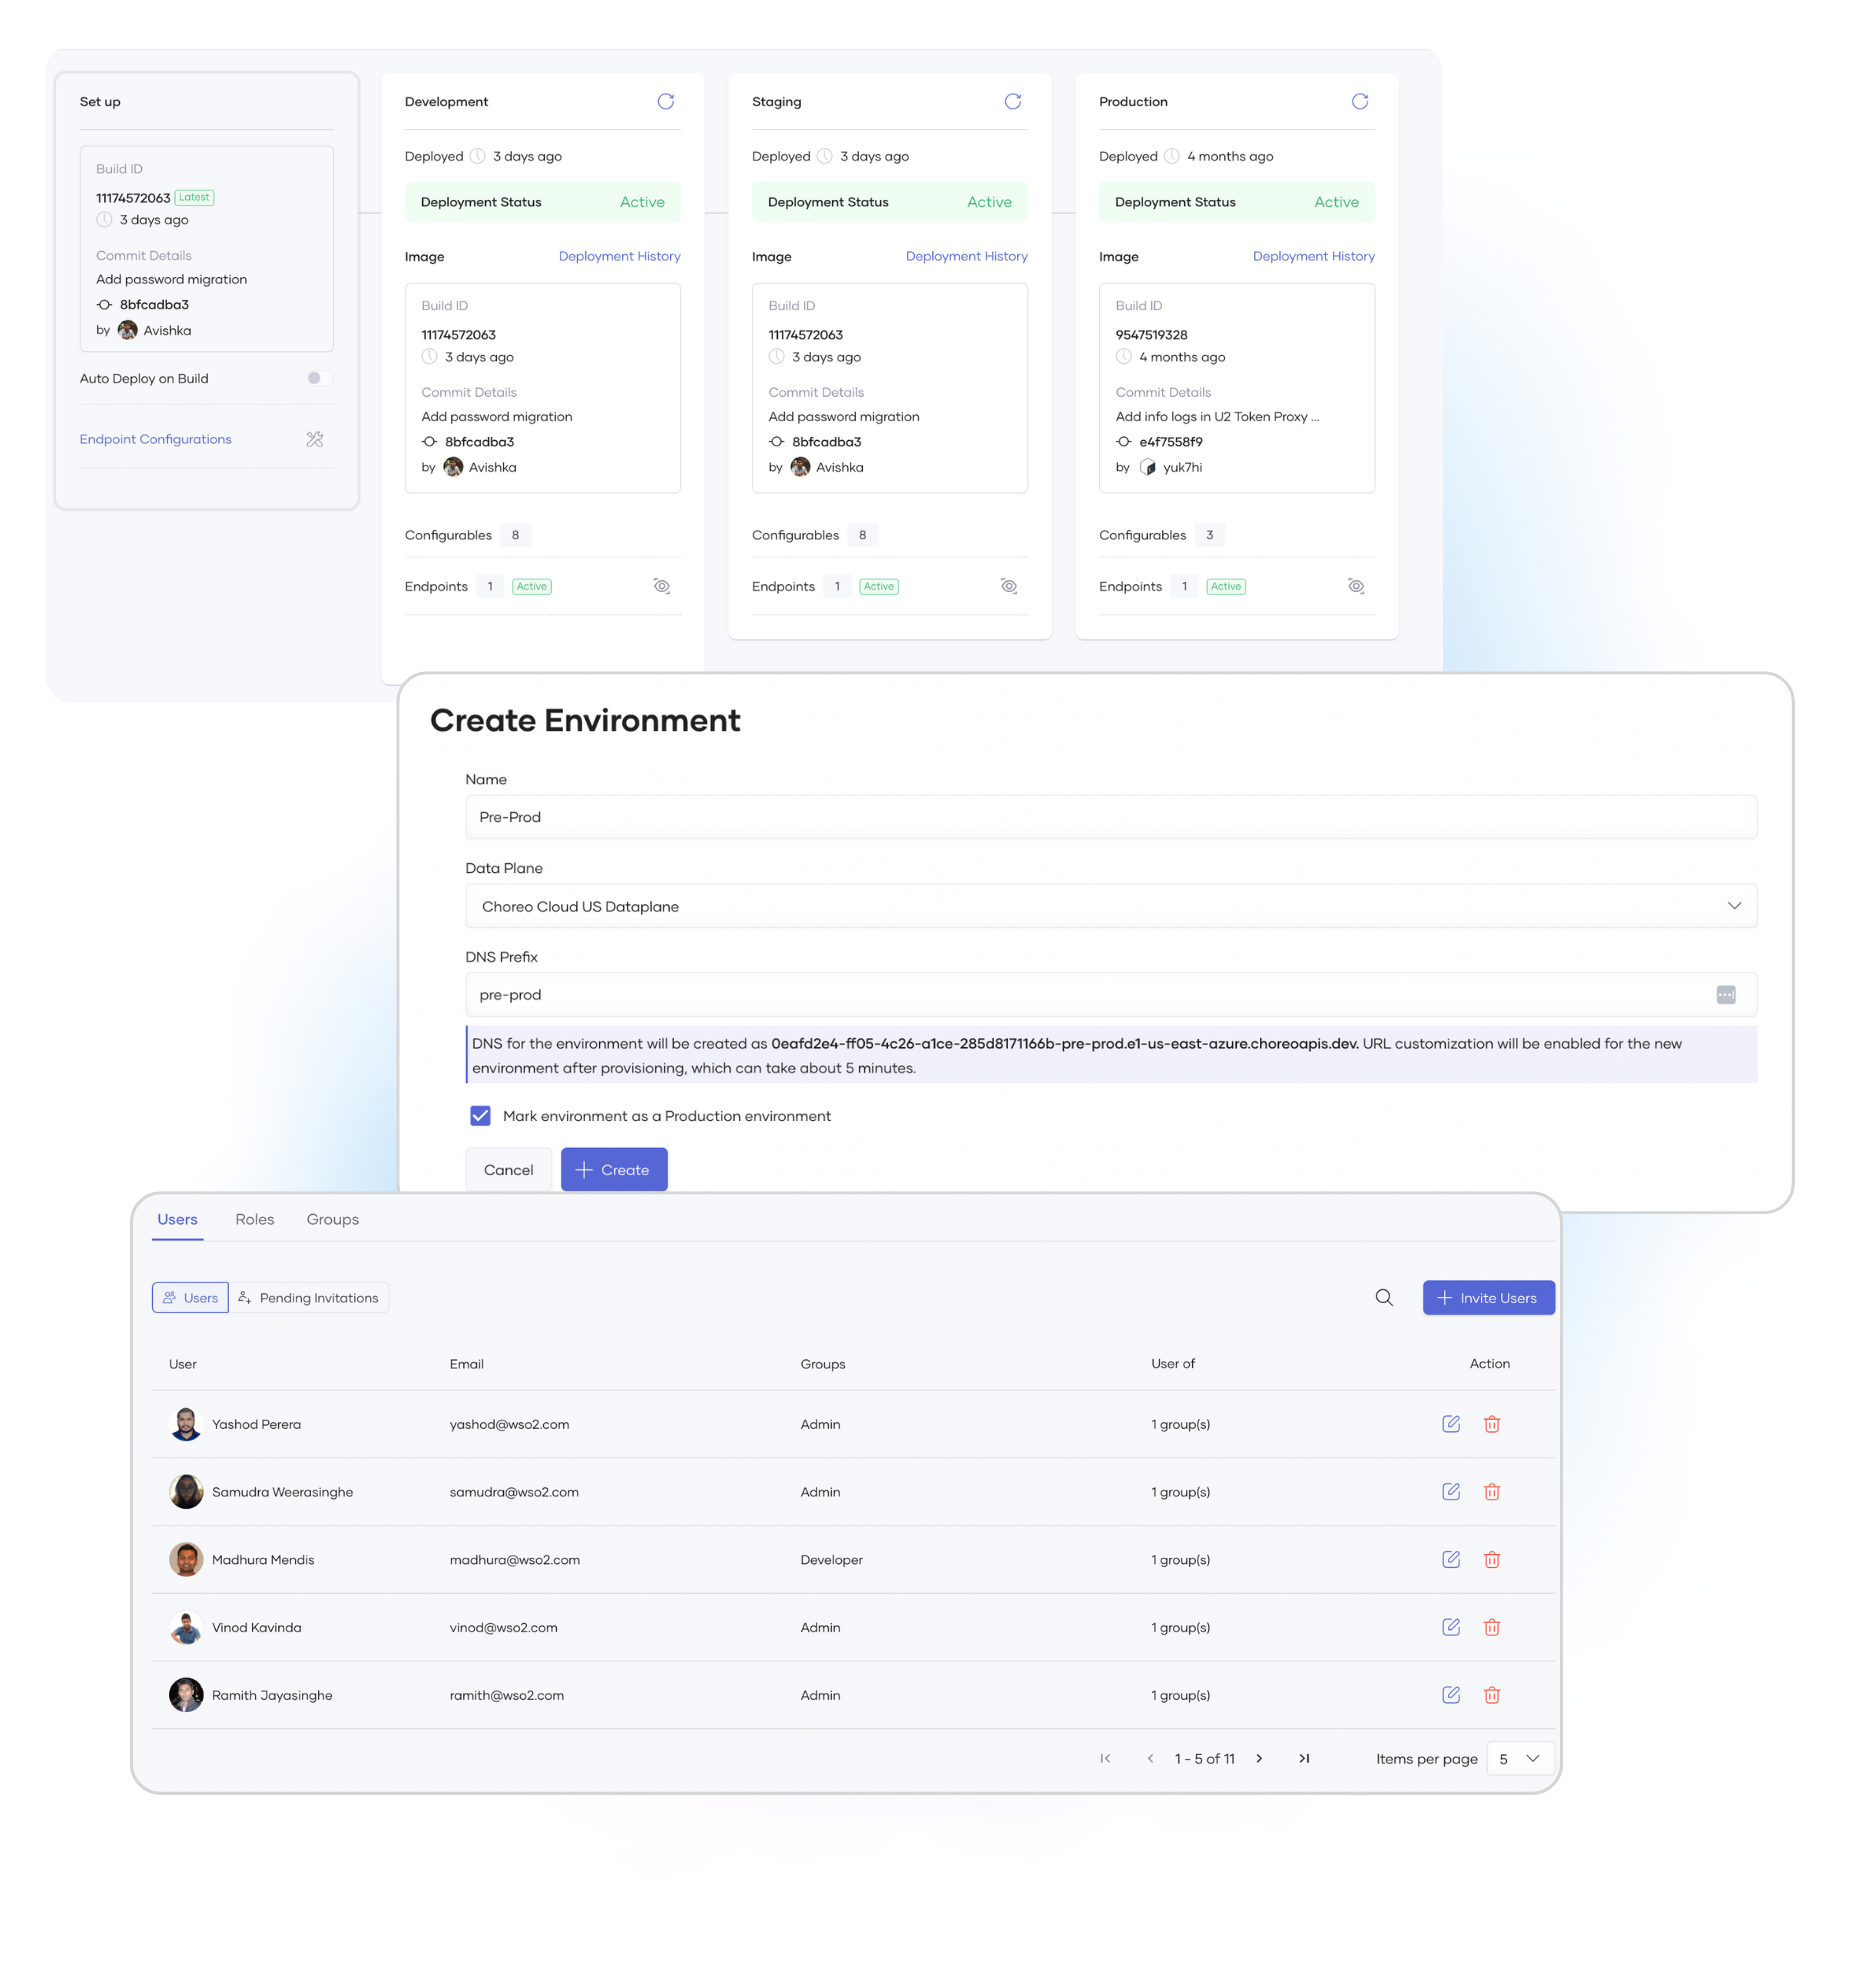 Set up
Build ID
11174572063 Latest
3 days ago
Commit Details
Add password migration
8bfcadba3
by Avishka
Auto Deploy on Build
Endpoint Configurations
Development
Deployed 3 days ago
Deployment Status Active
Image Deployment History
Build ID
11174572063
3 days ago
Commit Details
Add password migration
8bfcadba3
by Avishka
Configurables 8
Endpoints 1 Active
Staging
Deployed 3 days ago
Deployment Status Active
Image Deployment History
Build ID
11174572063
3 days ago
Commit Details
Add password migration
8bfcadba3
by Avishka
Configurables 8
Endpoints 1 Active
Production
Deployed 4 months ago
Deployment Status Active
Image Deployment History
Build ID
9547519328
4 months ago
Commit Details
Add info logs in U2 Token Proxy ...
e4f7558f9
by yuk7hi
Configurables 3
Endpoints 1 Active
Create Environment
Name
Pre-Prod
Data Plane
Choreo Cloud US Dataplane
DNS Prefix
pre-prod
DNS for the environment will be created as 0eafd2e4-ff05-4c26-a1ce-285d8171166b-pre-prod.e1-us-east-azure.choreoapis.dev. URL customization will be enabled for the new
environment after provisioning, which can take about 5 minutes.
Mark environment as a Production environment
Cancel + Create
Users Roles Groups
Users Pending Invitations + Invite Users
User Email Groups User of Action
Yashod Perera yashod@wso2.com Admin 1 group(s)
Samudra Weerasinghe samudra@wso2.com Admin 1 group(s)
Madhura Mendis madhura@wso2.com Developer 1 group(s)
Vinod Kavinda vinod@wso2.com Admin 1 group(s)
Ramith Jayasinghe ramith@wso2.com Admin 1 group(s)
1 - 5 of 11 Items per page 5